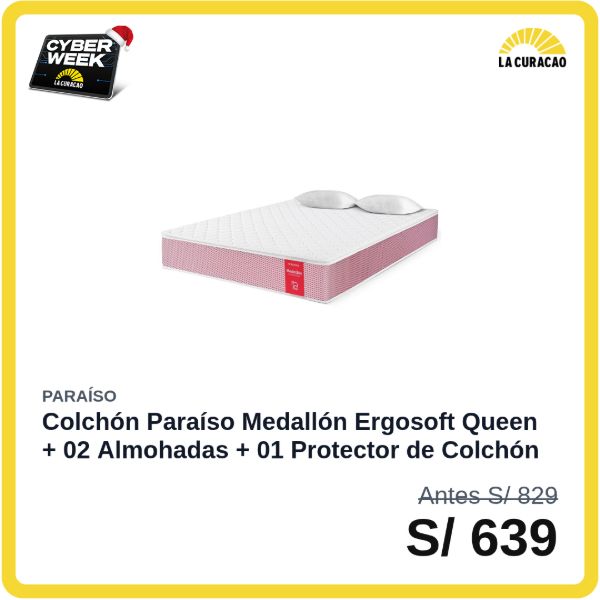 CYBER
WEEK
LA CURACAO
LA CURACAO
PARAÍSO
Colchón Paraíso Medallón Ergosoft Queen
+ 02 Almohadas + 01 Protector de Colchón
Antes S/ 829
S/ 639